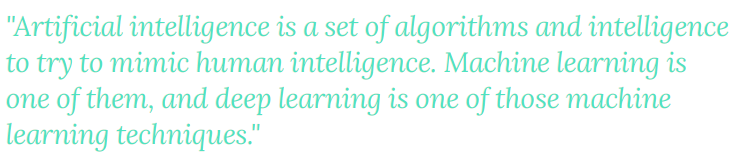 "Artificial intelligence is a set of algorithms and intelligence
to try to mimic human intelligence. Machine learning is
one of them, and deep learning is one of those machine
learning techniques."